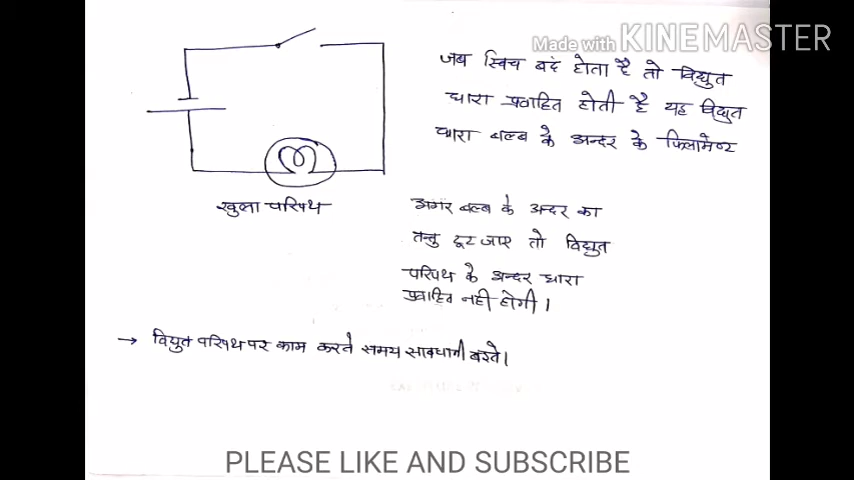 Made with KINEMASTER
जब स्विच बदं होता है तो विद्युत
धारा प्रवाहित होती है यह विद्युत
धारा बल्ब के अन्दर के फिलामेण्ट
खुला परिपथ
अगर बल्ब के अन्दर का
तन्तु टूट जाए तो विद्युत
परिपथ के अन्दर धारा
प्रवाहित नही होगी।
→ विद्युत परिपथ पर काम करते समय सावधानी बरते।
PLEASE LIKE AND SUBSCRIBE